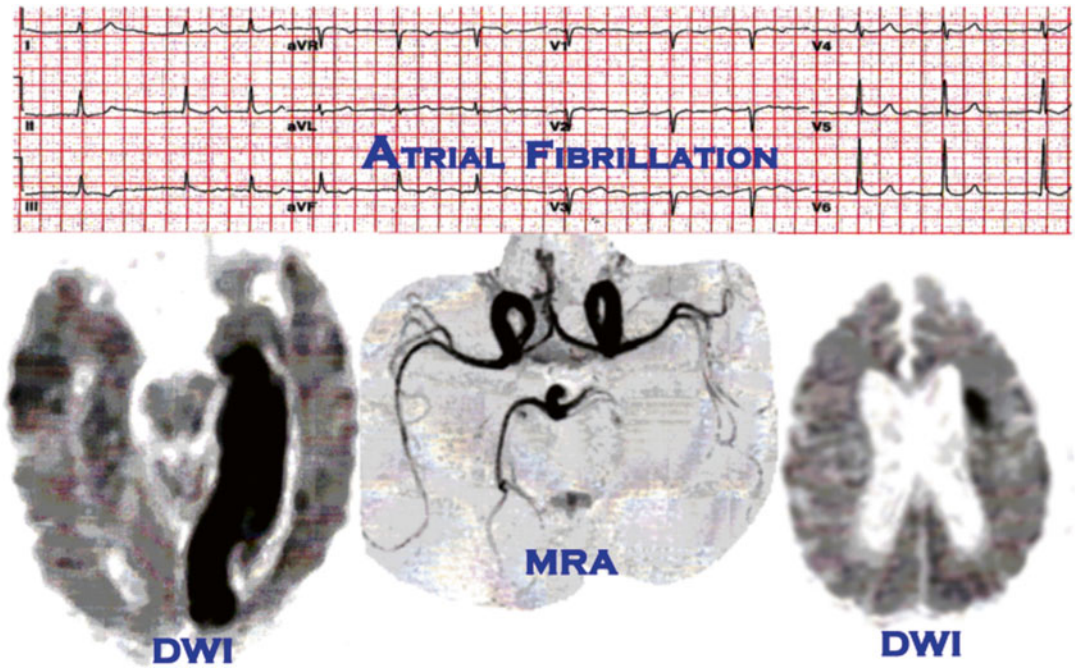 I aVR V1 V4
II aVL V2 V5
ATRIAL FIBRILLATION
III aVF V3 V6
MRA
DWI DWI